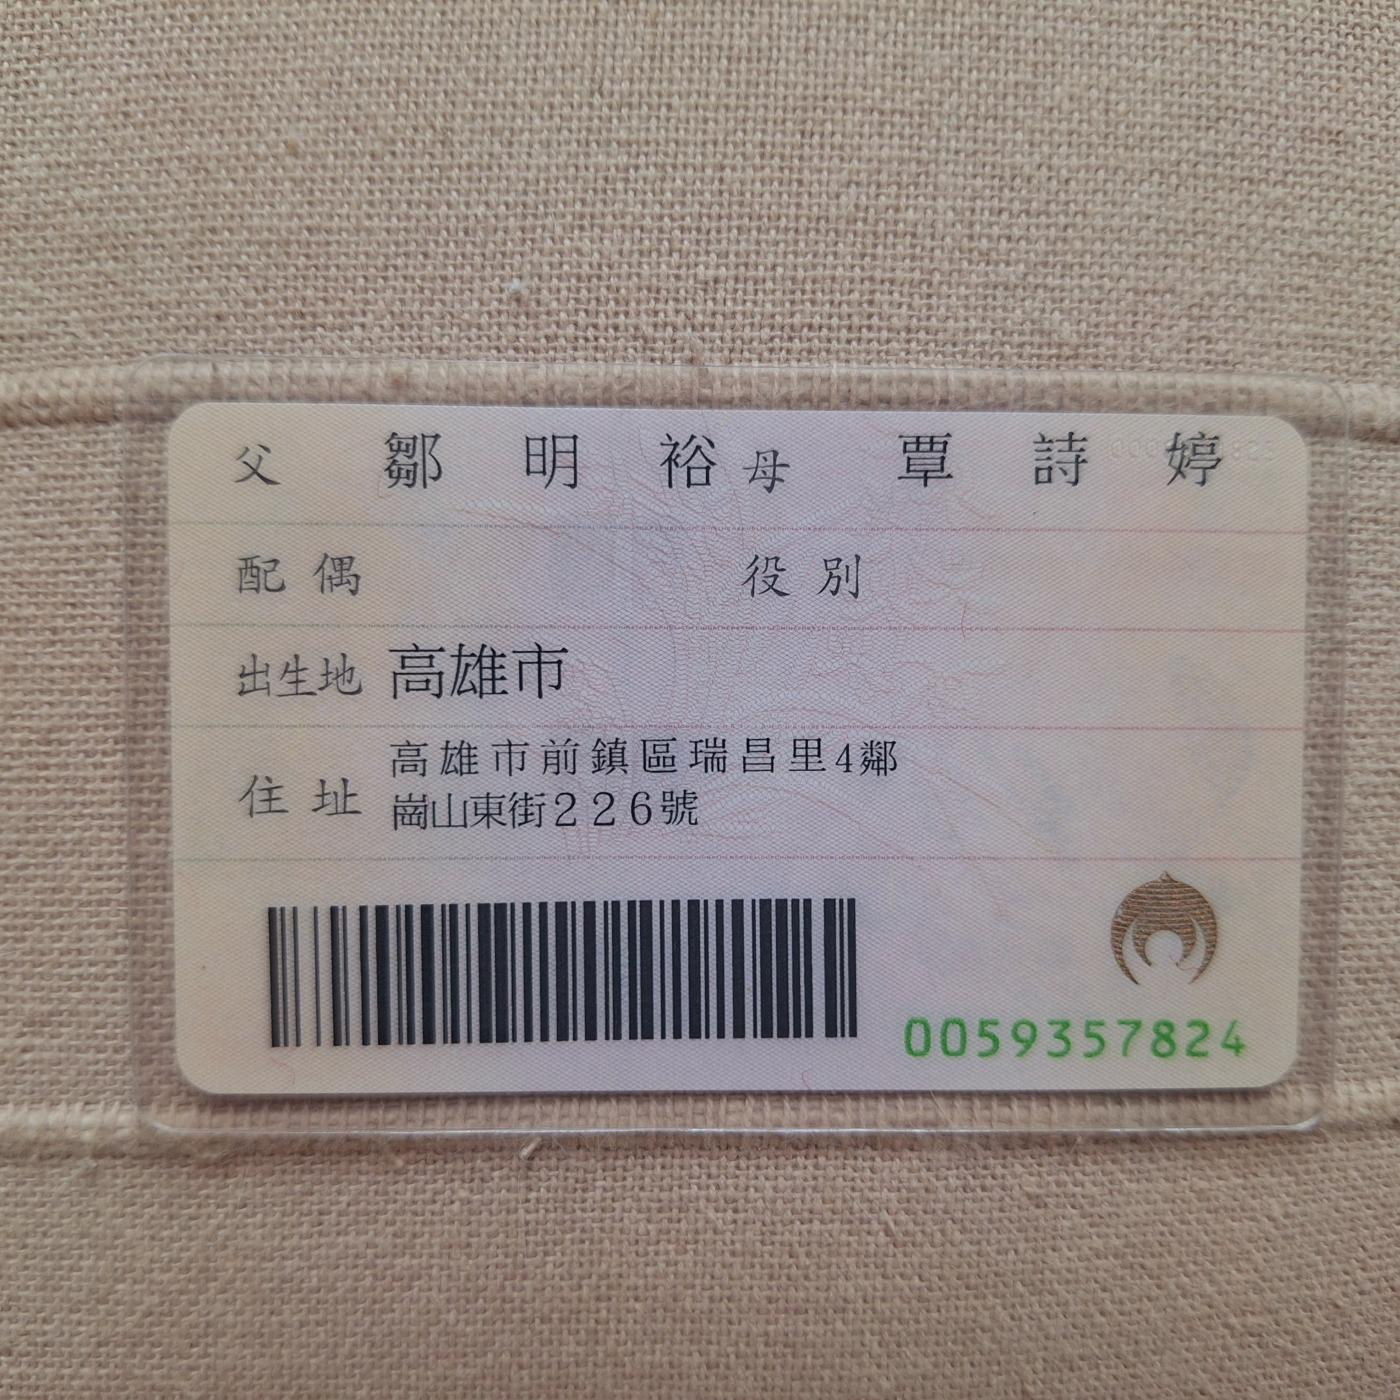 父 鄒明裕 母 覃詩婷
配偶 役別
出生地 高雄市
住址 高雄市前鎮區瑞昌里4鄰
崗山東街226號
0059357824